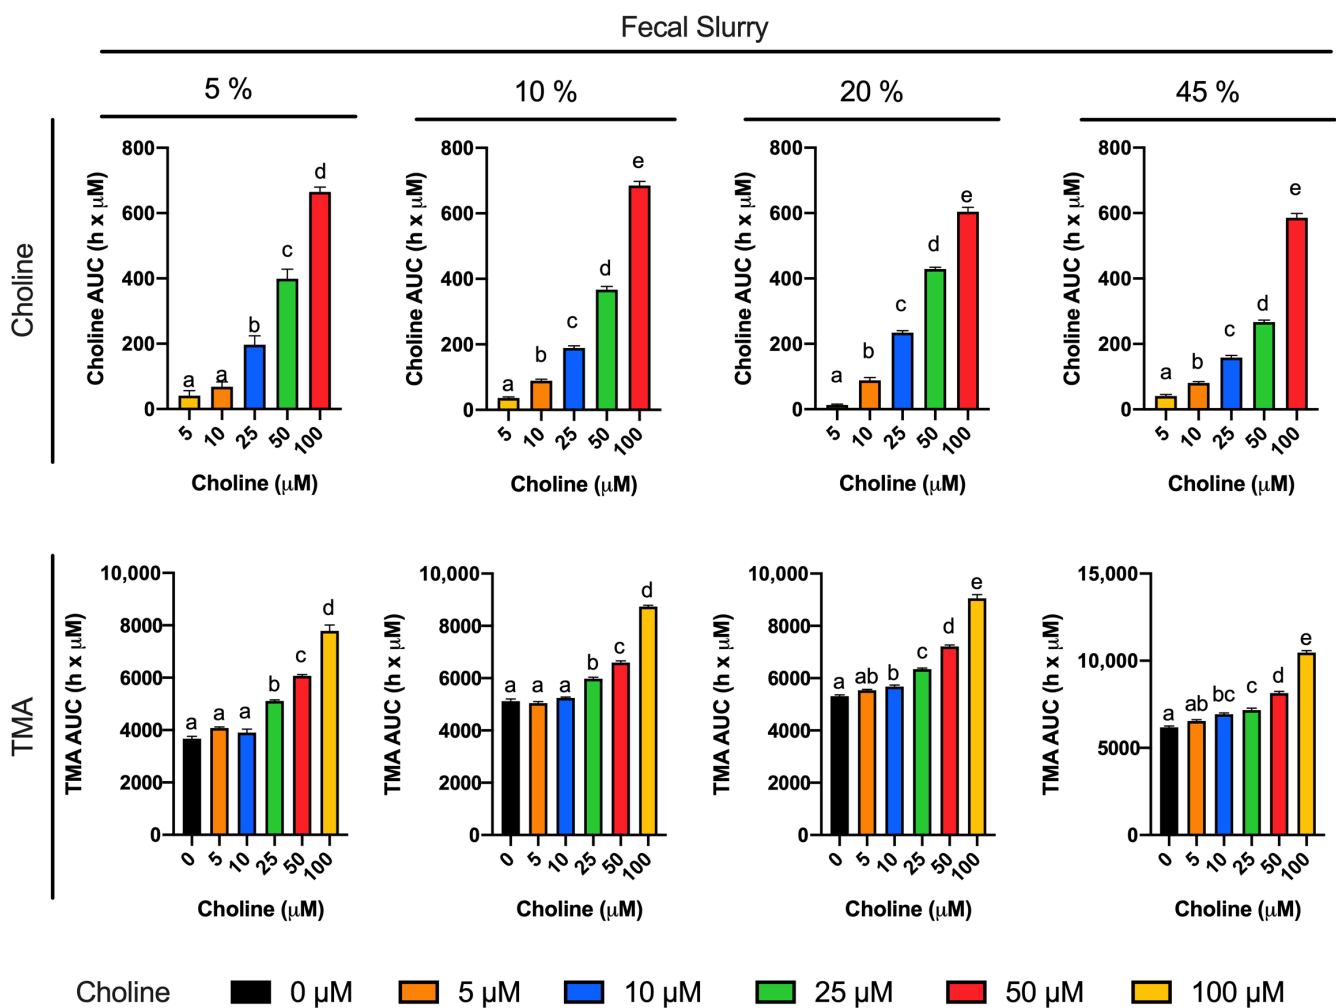 Fecal Slurry
5 % 10 % 20 % 45 %
Choline
Choline AUC (h x μM)
800
600
400
200
0
a a b c d
5 10 25 50 100
Choline (μM)
Choline AUC (h x μM)
800
600
400
200
0
a b c d e
5 10 25 50 100
Choline (μM)
Choline AUC (h x μM)
800
600
400
200
0
a b c d e
5 10 25 50 100
Choline (μM)
Choline AUC (h x μM)
800
600
400
200
0
a b c d e
5 10 25 50 100
Choline (μM)
TMA
TMA AUC (h x μM)
10,000
8000
6000
4000
2000
0
a a a b c d
0 5 10 25 50 100
Choline (μM)
TMA AUC (h x μM)
10,000
8000
6000
4000
2000
0
a a a b c d
0 5 10 25 50 100
Choline (μM)
TMA AUC (h x μM)
10,000
8000
6000
4000
2000
0
a ab b c d e
0 5 10 25 50 100
Choline (μM)
TMA AUC (h x μM)
15,000
10,000
5000
0
a ab bc c d e
0 5 10 25 50 100
Choline (μM)
Choline 0 μM 5 μM 10 μM 25 μM 50 μM 100 μM